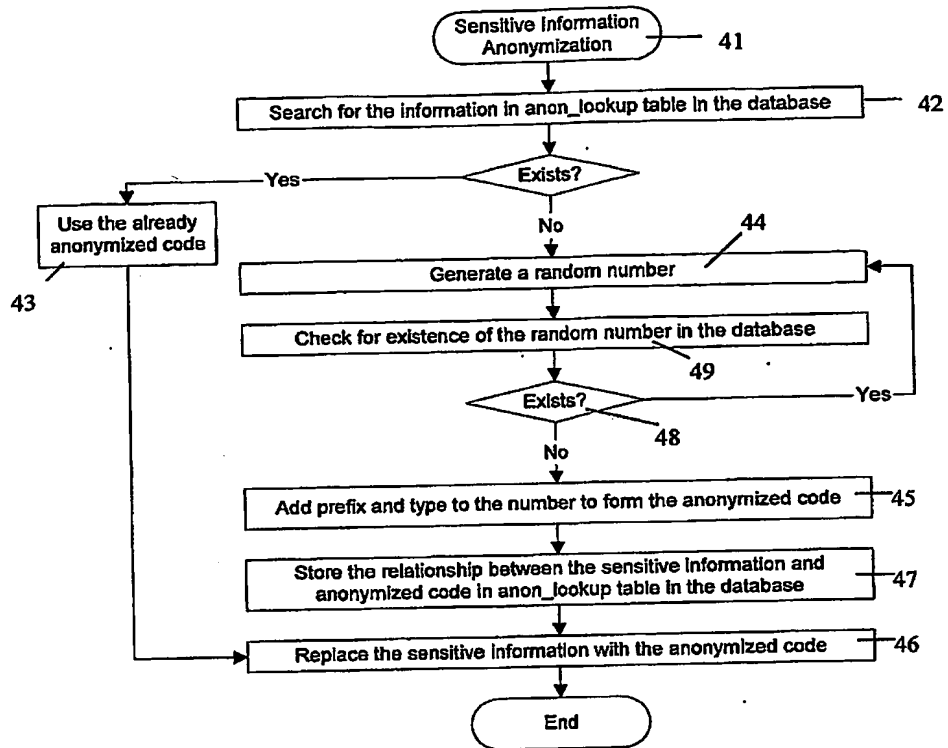 Sensitive Information
Anonymization
41
Search for the information in anon_lookup table in the database
42
Exists?
Yes
No
Use the already
anonymized code
43
44
Generate a random number
Check for existence of the random number in the database
49
Exists?
48
Yes
No
Add prefix and type to the number to form the anonymized code
45
Store the relationship between the sensitive information and
anonymized code in anon_lookup table in the database
47
Replace the sensitive information with the anonymized code
46
End